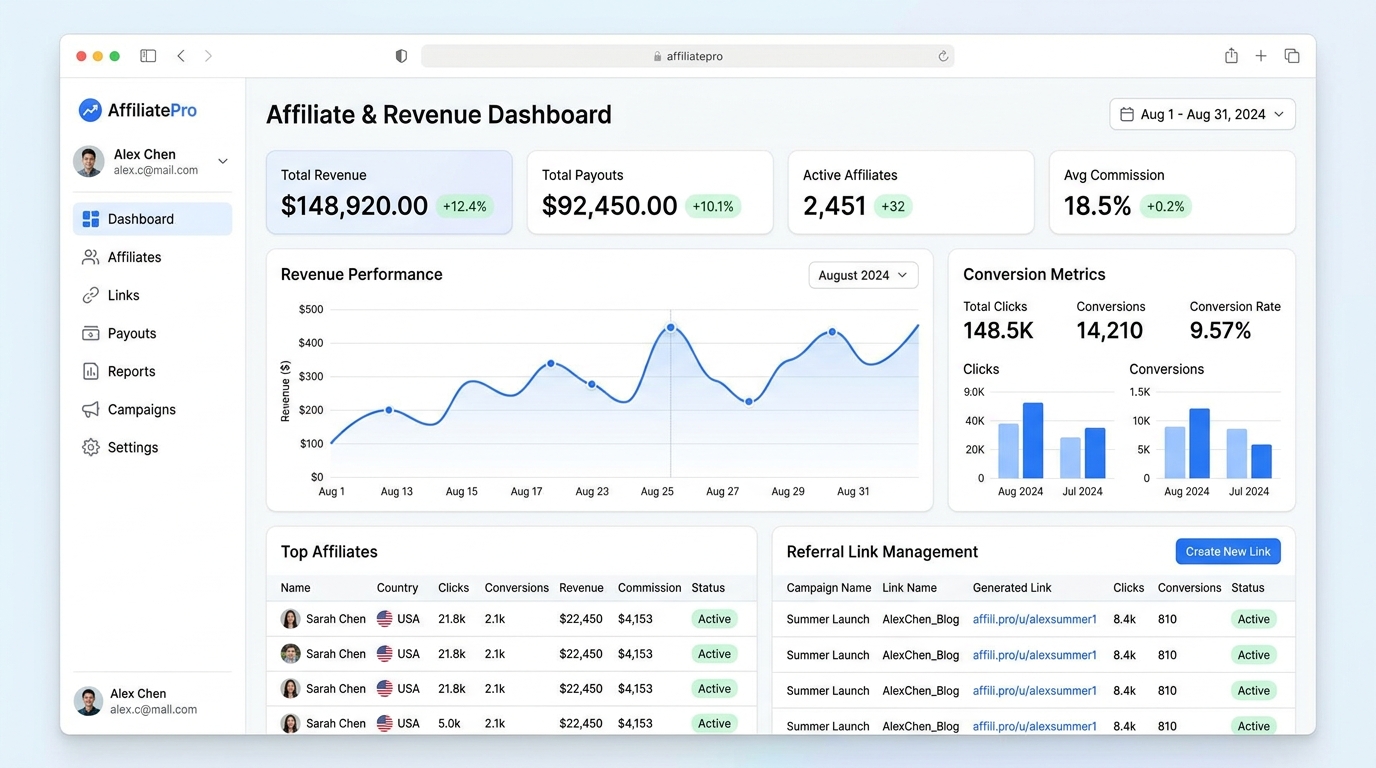 affiliatepro
AffiliatePro
Alex Chen
alex.c@mail.com
Dashboard
Affiliates
Links
Payouts
Reports
Campaigns
Settings
Alex Chen
alex.c@mall.com
Affiliate & Revenue Dashboard
Aug 1 - Aug 31, 2024
Total Revenue
$148,920.00 +12.4%
Total Payouts
$92,450.00 +10.1%
Active Affiliates
2,451 +32
Avg Commission
18.5% +0.2%
Revenue Performance
August 2024
Revenue ($)
$500
$400
$300
$200
$100
$0
Aug 1 Aug 13 Aug 15 Aug 17 Aug 23 Aug 25 Aug 27 Aug 29 Aug 31
Conversion Metrics
Total Clicks Conversions Conversion Rate
148.5K 14,210 9.57%
Clicks
9.0K
40K
20K
0
Aug 2024 Jul 2024
Conversions
1.5K
10K
5K
0
Aug 2024 Jul 2024
Top Affiliates
Name Country Clicks Conversions Revenue Commission Status
Sarah Chen USA 21.8k 2.1k $22,450 $4,153 Active
Sarah Chen USA 21.8k 2.1k $22,450 $4,153 Active
Sarah Chen USA 21.8k 2.1k $22,450 $4,153 Active
Sarah Chen USA 5.0k 2.1k $22,450 $4,153 Active
Referral Link Management
Create New Link
Campaign Name Link Name Generated Link Clicks Conversions Status
Summer Launch AlexChen_Blog affili.pro/u/alexsummer1 8.4k 810 Active
Summer Launch AlexChen_Blog affili.pro/u/alexsummer1 8.4k 810 Active
Summer Launch AlexChen_Blog affili.pro/u/alexsummer1 8.4k 810 Active
Summer Launch AlexChen_Blog affill.pro/u/alexsummer1 8.4k 810 Active